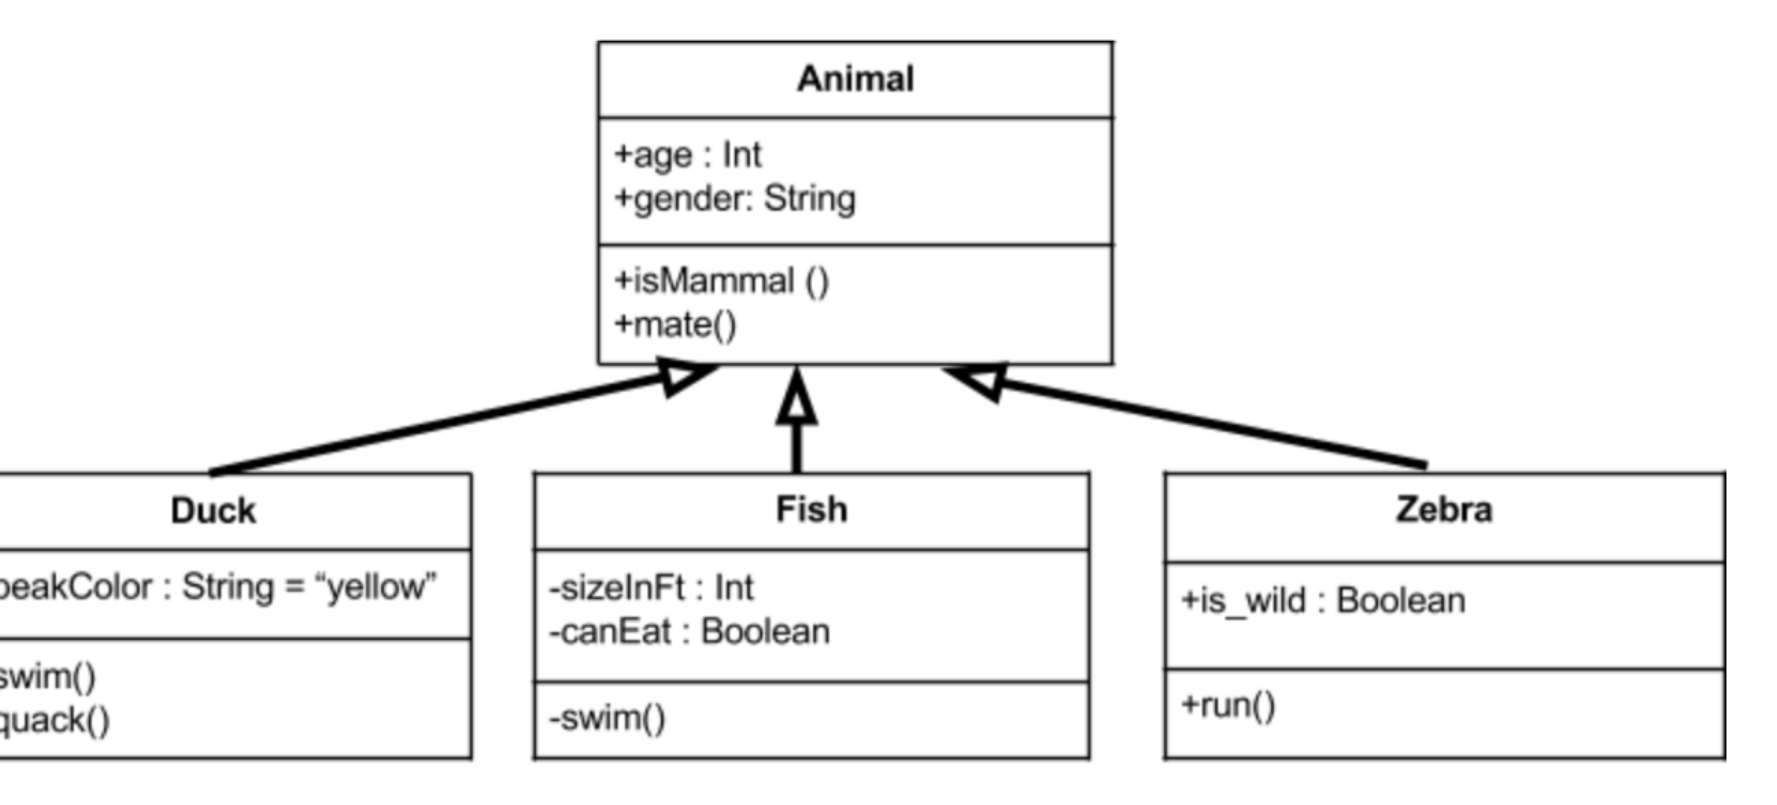 Animal
+age : Int
+gender: String
+isMammal ()
+mate()
Duck
beakColor : String = “yellow”
swim()
quack()
Fish
-sizeInFt : Int
-canEat : Boolean
-swim()
Zebra
+is_wild : Boolean
+run()